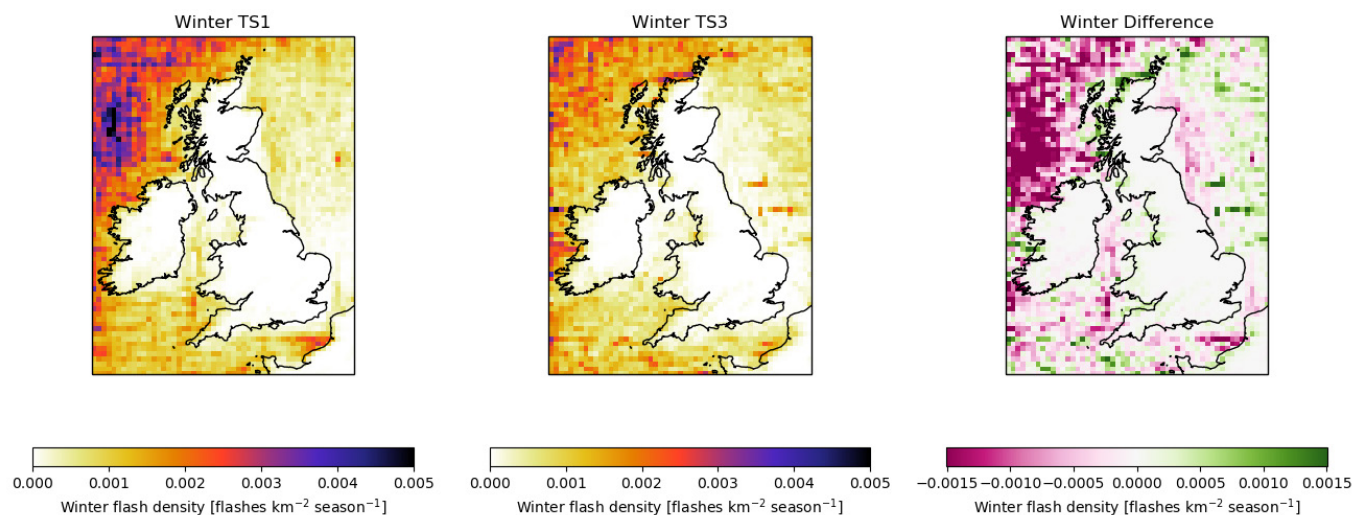 Winter TS1 Winter TS3 Winter Difference
0.000 0.001 0.002 0.003 0.004 0.005 0.000 0.001 0.002 0.003 0.004 0.005 −0.0015 −0.0010 −0.0005 0.0000 0.0005 0.0010 0.0015
Winter flash density [flashes km⁻² season⁻¹] Winter flash density [flashes km⁻² season⁻¹] Winter flash density [flashes km⁻² season⁻¹]